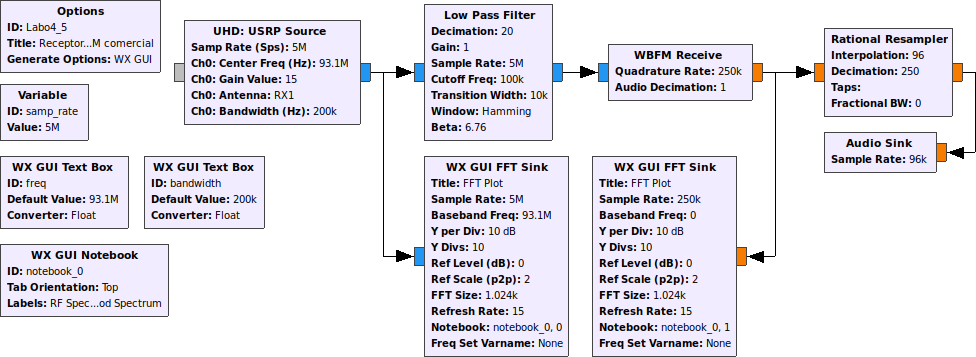 Options
ID: Labo4_5
Title: Receptor...M comercial
Generate Options: WX GUI
Variable
ID: samp_rate
Value: 5M
WX GUI Text Box
ID: freq
Default Value: 93.1M
Converter: Float
WX GUI Text Box
ID: bandwidth
Default Value: 200k
Converter: Float
WX GUI Notebook
ID: notebook_0
Tab Orientation: Top
Labels: RF Spec...od Spectrum
UHD: USRP Source
Samp Rate (Sps): 5M
Ch0: Center Freq (Hz): 93.1M
Ch0: Gain Value: 15
Ch0: Antenna: RX1
Ch0: Bandwidth (Hz): 200k
Low Pass Filter
Decimation: 20
Gain: 1
Sample Rate: 5M
Cutoff Freq: 100k
Transition Width: 10k
Window: Hamming
Beta: 6.76
WX GUI FFT Sink
Title: FFT Plot
Sample Rate: 5M
Baseband Freq: 93.1M
Y per Div: 10 dB
Y Divs: 10
Ref Level (dB): 0
Ref Scale (p2p): 2
FFT Size: 1.024k
Refresh Rate: 15
Notebook: notebook_0, 0
Freq Set Varname: None
WBFM Receive
Quadrature Rate: 250k
Audio Decimation: 1
WX GUI FFT Sink
Title: FFT Plot
Sample Rate: 250k
Baseband Freq: 0
Y per Div: 10 dB
Y Divs: 10
Ref Level (dB): 0
Ref Scale (p2p): 2
FFT Size: 1.024k
Refresh Rate: 15
Notebook: notebook_0, 1
Freq Set Varname: None
Rational Resampler
Interpolation: 96
Decimation: 250
Taps:
Fractional BW: 0
Audio Sink
Sample Rate: 96k